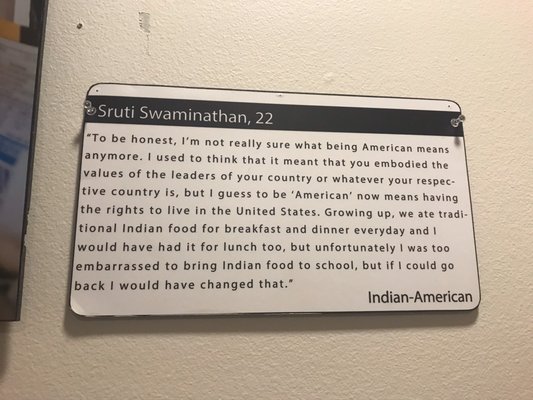 Sruti Swaminathan, 22
“To be honest, I’m not really sure what being American means
anymore. I used to think that it meant that you embodied the
values of the leaders of your country or whatever your respec-
tive country is, but I guess to be ‘American’ now means having
the rights to live in the United States. Growing up, we ate tradi-
tional Indian food for breakfast and dinner everyday and I
would have had it for lunch too, but unfortunately I was too
embarrassed to bring Indian food to school, but if I could go
back I would have changed that.”
Indian-American